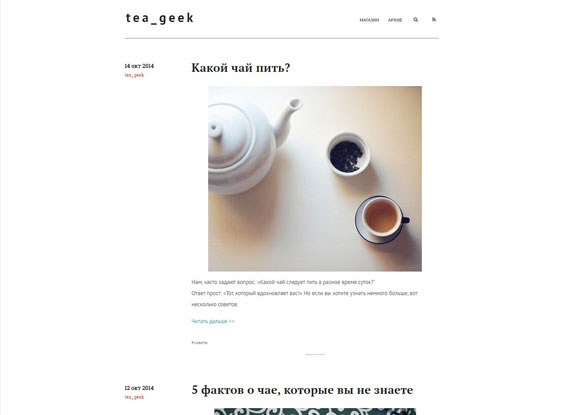 tea_geek
МАГАЗИН АРХИВ
14 окт 2014
tea_geek
Какой чай пить?
Нам, часто задают вопрос: «Какой чай следует пить в разное время суток?"
Ответ прост: «Тот, который вдохновляет вас!» Но если вы хотите узнать немного больше, вот
несколько советов:
Читать дальше >>
#советы
12 окт 2014
tea_geek
5 фактов о чае, которые вы не знаете